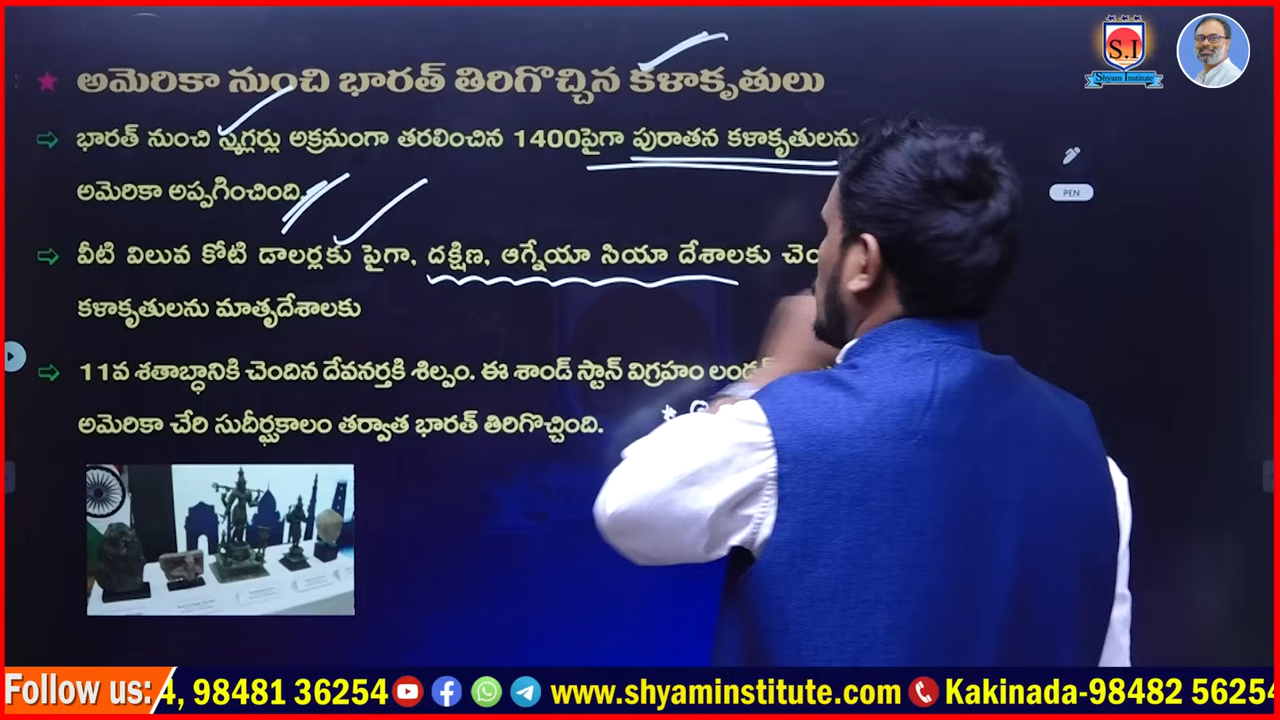 అమెరికా నుంచి భారత్ తిరిగొచ్చిన కళాకృతులు
భారత్ నుంచి స్మగ్లర్లు అక్రమంగా తరలించిన 1400పైగా పురాతన కళాకృతులను
అమెరికా అప్పగించింది.
వీటి విలువ కోటి డాలర్లకు పైగా, దక్షిణ, ఆగ్నేయా సియా దేశాలకు
కళాకృతులను మాతృదేశాలకు
11వ శతాబ్ధానికి చెందిన దేవనర్తకి శిల్పం. ఈ శాండ్ స్టాన్ విగ్రహం
అమెరికా చేరి సుదీర్ఘకాలం తర్వాత భారత్ తిరిగొచ్చింది.
S.I
Shyam Institute
PEN
Follow us: 4, 98481 36254 www.shyaminstitute.com Kakinada-98482 56254